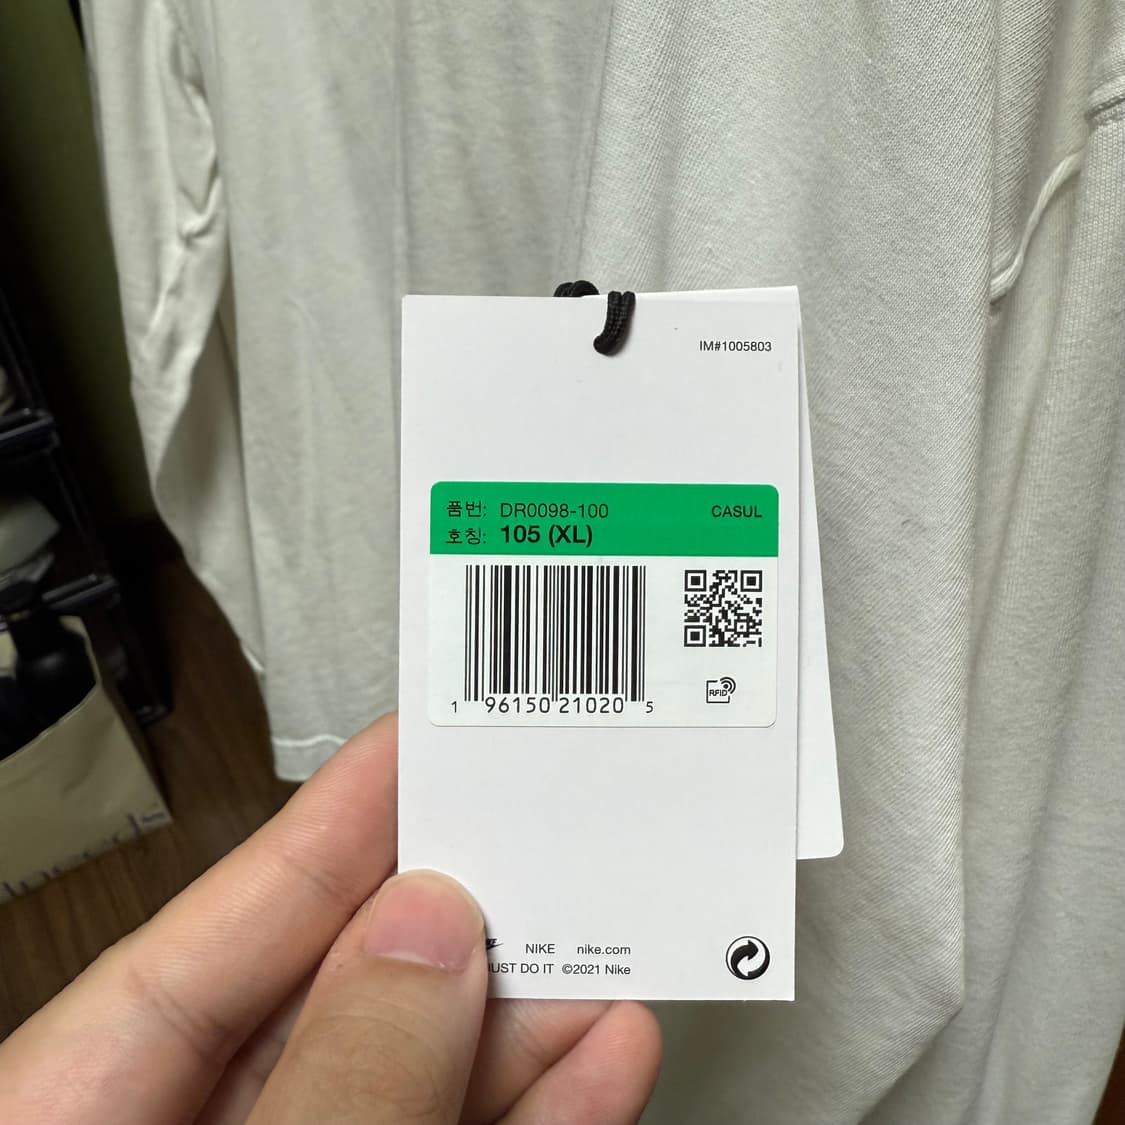 IM#1005803
품번: DR0098-100 CASUL
호칭: 105 (XL)
RFID
1 96150 21020 5
NIKE nike.com
JUST DO IT ©2021 Nike